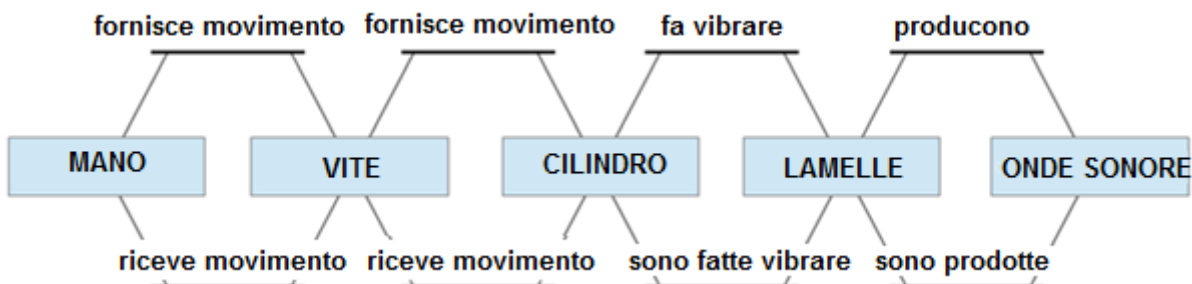 fornisce movimento fornisce movimento fa vibrare producono
MANO VITE CILINDRO LAMELLE ONDE SONORE
riceve movimento riceve movimento sono fatte vibrare sono prodotte